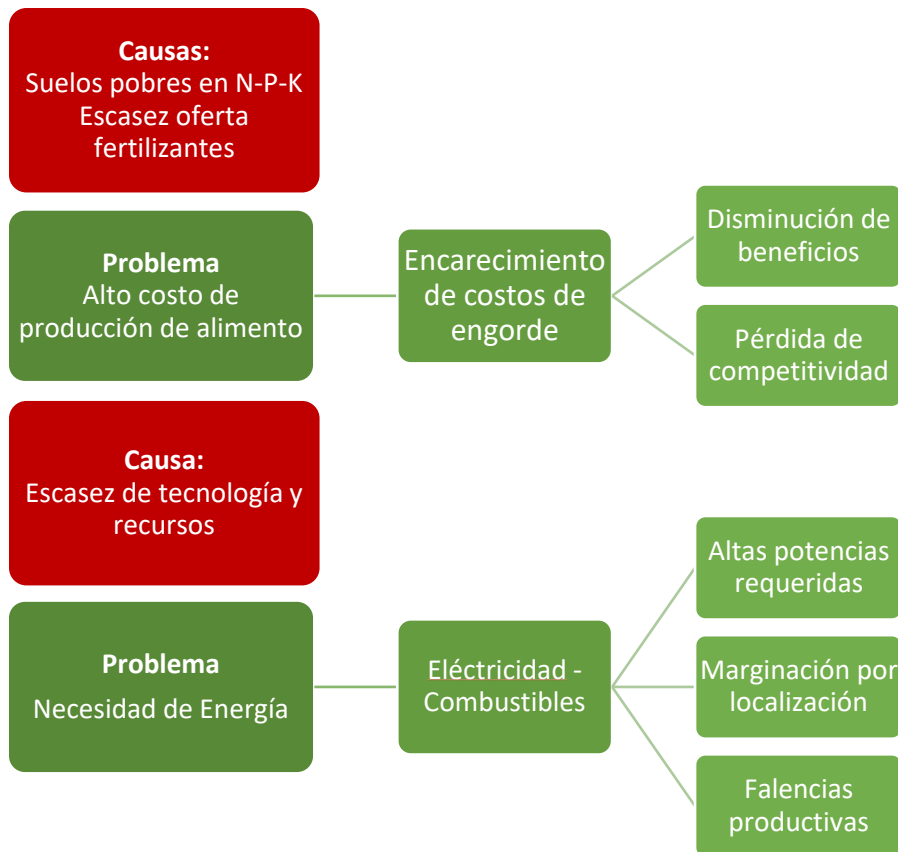 Causas:
Suelos pobres en N-P-K
Escasez oferta
fertilizantes
Problema
Alto costo de
producción de alimento
Encarecimiento
de costos de
engorde
Disminución de
beneficios
Pérdida de
competitividad
Causa:
Escasez de tecnología y
recursos
Problema
Necesidad de Energía
Eléctricidad -
Combustibles
Altas potencias
requeridas
Marginación por
localización
Falencias
productivas